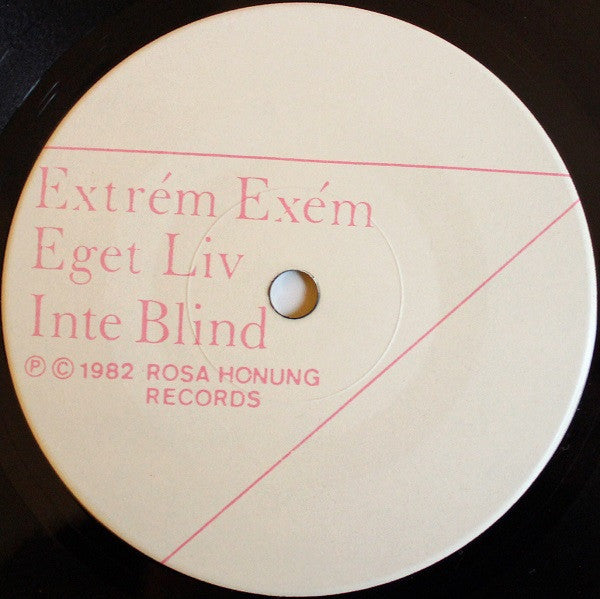 Extrém Exém
Eget Liv
Inte Blind
Ⓟ © 1982 ROSA HONUNG
RECORDS